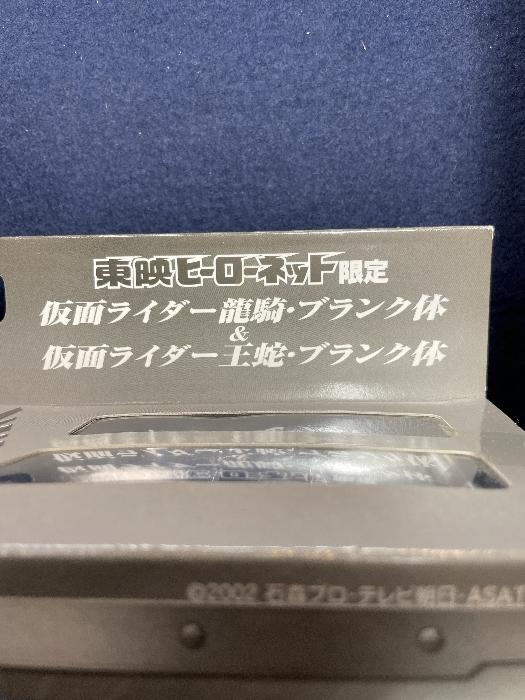 東映ヒーローネット限定
仮面ライダー龍騎・ブランク体
&
仮面ライダー王蛇・ブランク体
©2002 石森プロ・テレビ朝日・ASAT